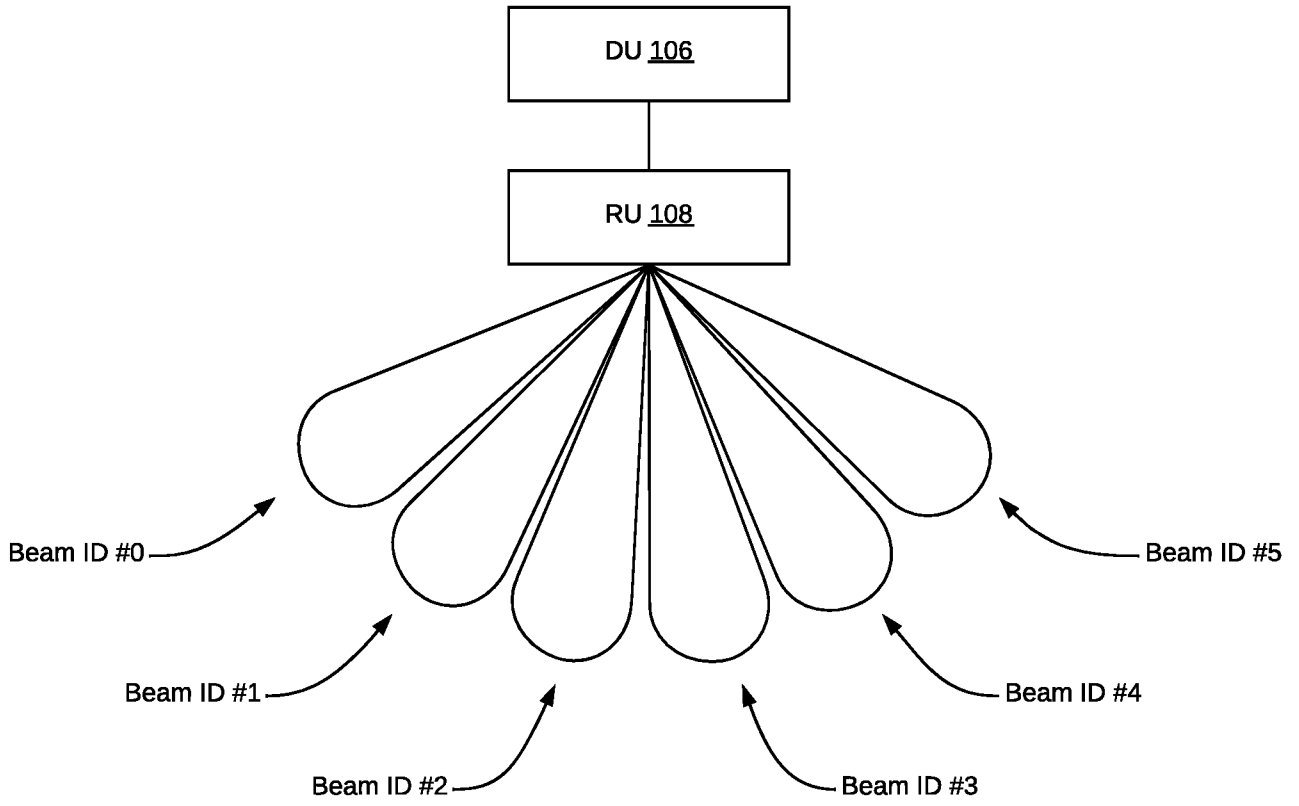 DU 106
RU 108
Beam ID #0
Beam ID #5
Beam ID #1
Beam ID #4
Beam ID #2
Beam ID #3